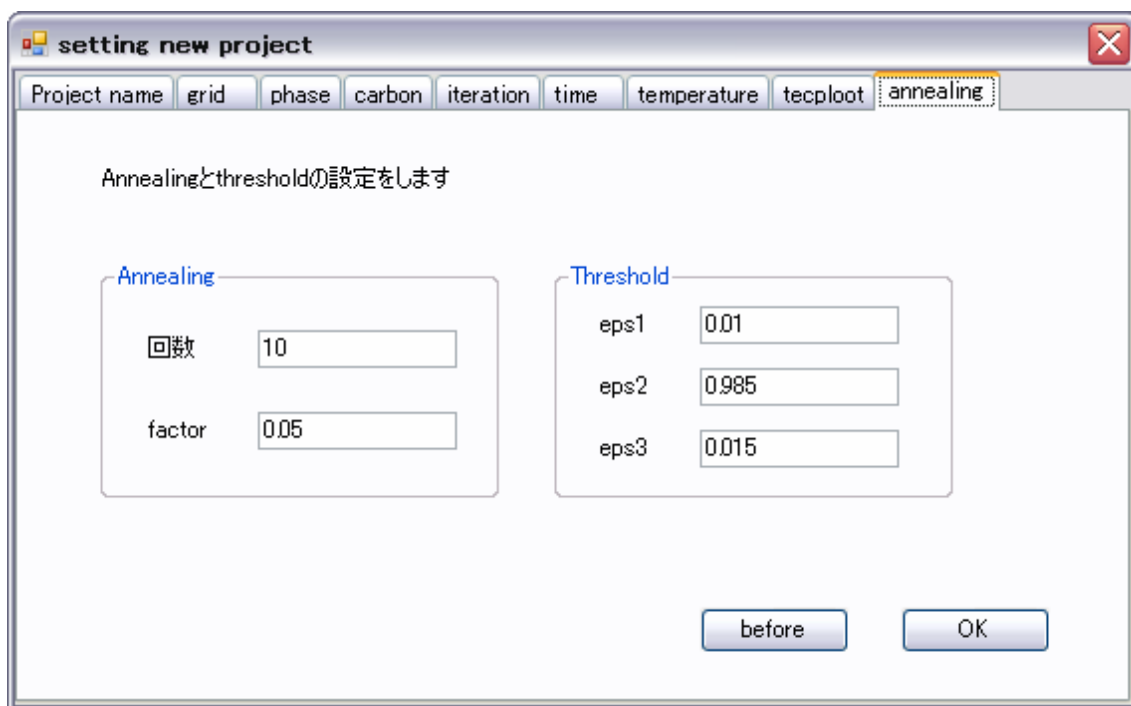 setting new project
Project name grid phase carbon iteration time temperature tecploot annealing
Annealingとthresholdの設定をします
Annealing
回数 10
factor 0.05
Threshold
eps1 0.01
eps2 0.985
eps3 0.015
before OK